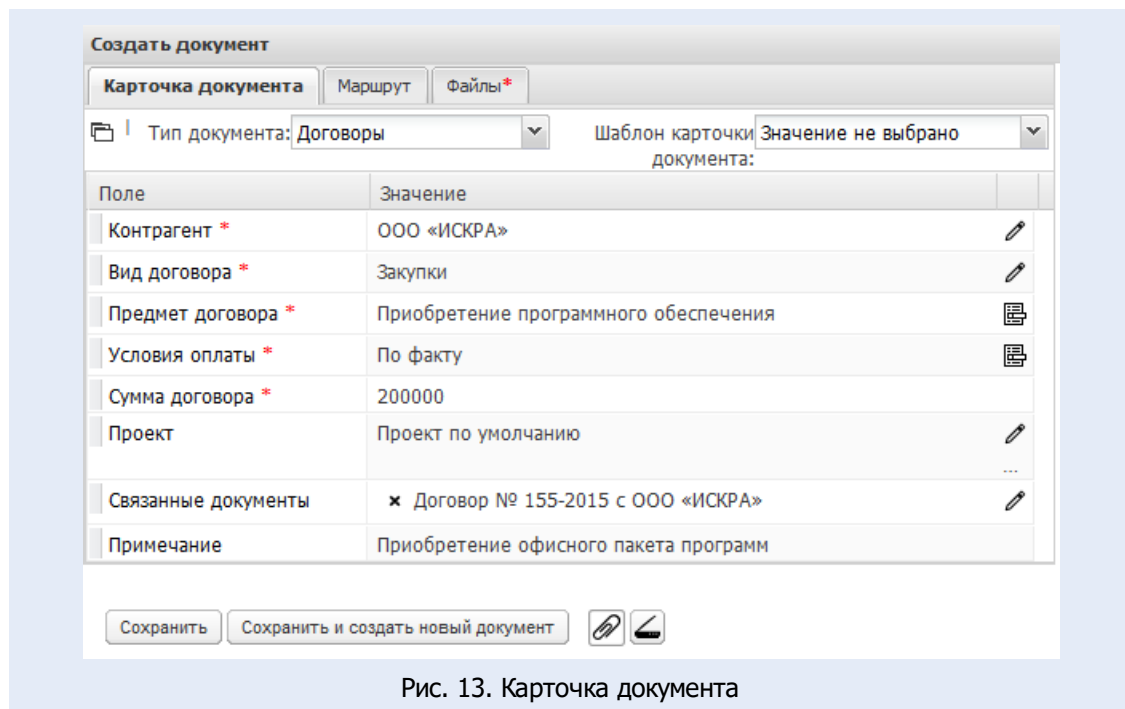 Создать документ
Карточка документа Маршрут Файлы*
Тип документа: Договоры Шаблон карточки документа: Значение не выбрано
Поле Значение
Контрагент * ООО «ИСКРА»
Вид договора * Закупки
Предмет договора * Приобретение программного обеспечения
Условия оплаты * По факту
Сумма договора * 200000
Проект Проект по умолчанию
...
Связанные документы × Договор № 155-2015 с ООО «ИСКРА»
Примечание Приобретение офисного пакета программ
Сохранить Сохранить и создать новый документ
Рис. 13. Карточка документа